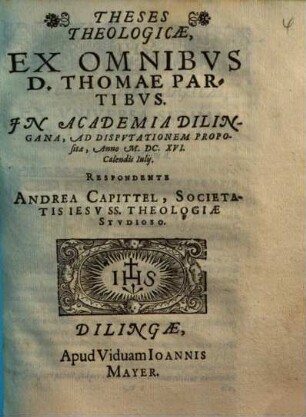 4
THESES
THEOLOGICÆ,
EX OMNIBVS
D. THOMAE PAR-
TIBVS.
IN ACADEMIA DILIN-
GANA, AD DISPVTATIONEM PROPO-
sitæ, Anno M. DC. XVI.
Calendis Iulij.
RESPONDENTE
ANDREA CAPITTEL, SOCIETA-
TIS IESV SS. THEOLOGIÆ
STVDIOSO.
IHS
DILINGÆ,
Apud Viduam IOANNIS
MAYER.